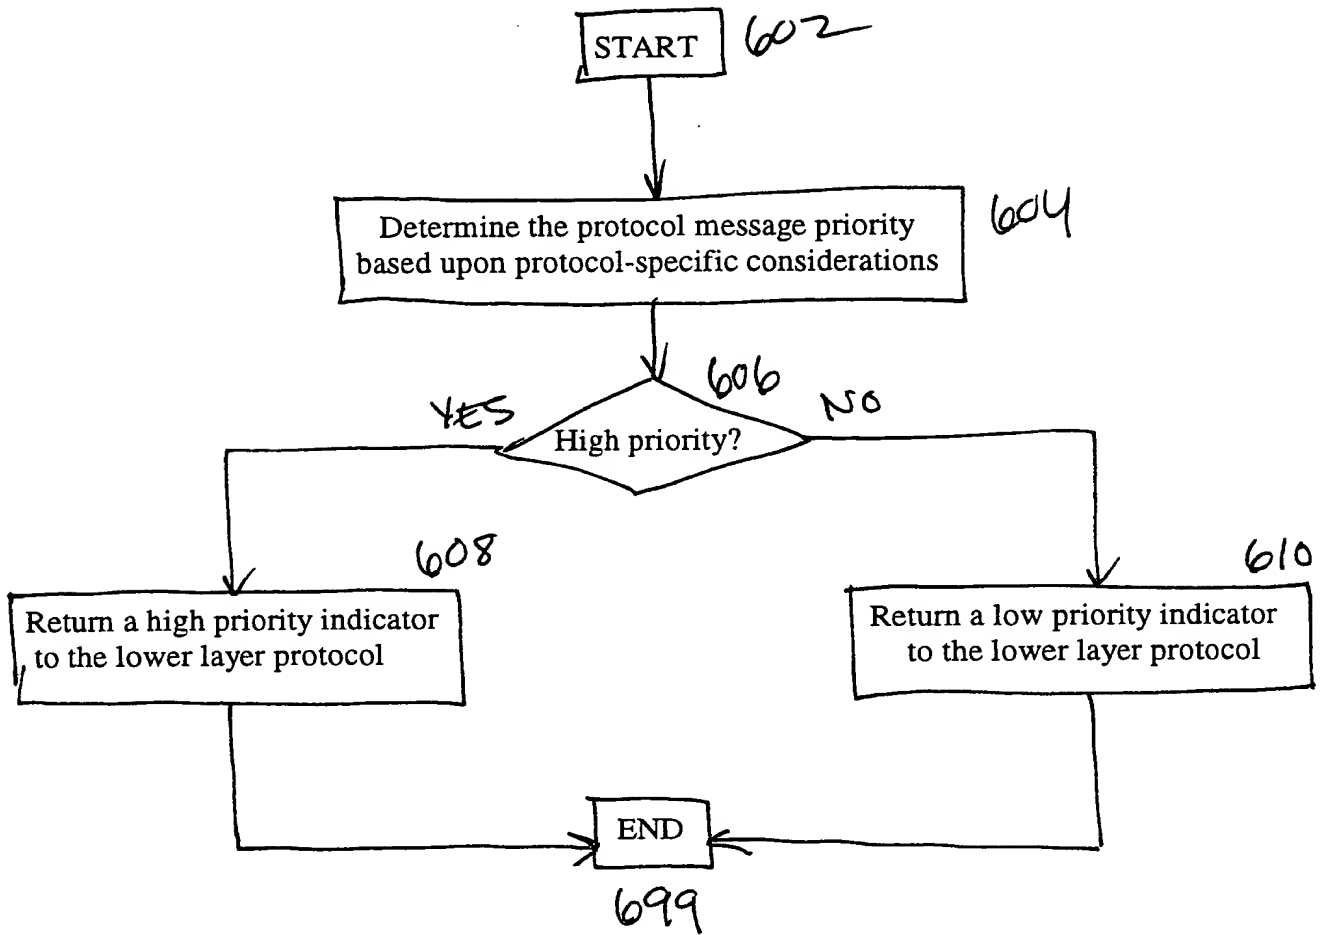 START
602
Determine the protocol message priority
based upon protocol-specific considerations
604
606
YES
High priority?
NO
608
Return a high priority indicator
to the lower layer protocol
610
Return a low priority indicator
to the lower layer protocol
END
699